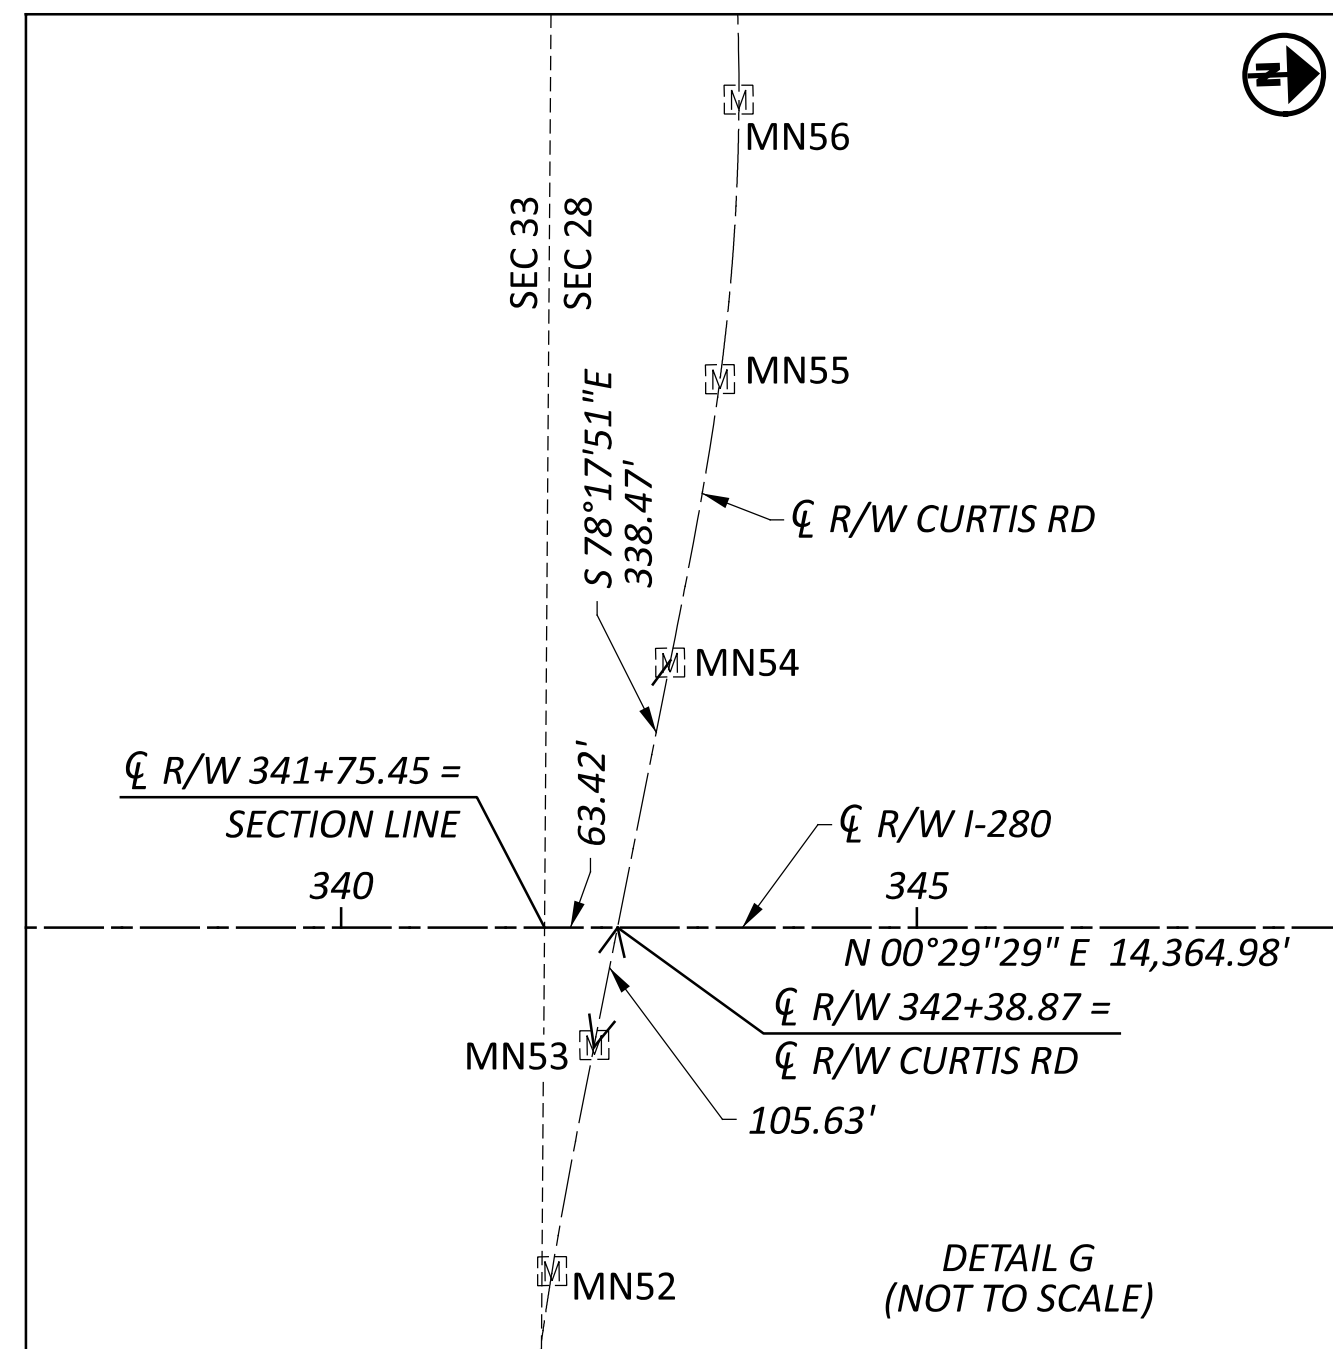 N
MN56
SEC 33
SEC 28
MN55
S 78°17'51"E
338.47'
℄ R/W CURTIS RD
MN54
63.42'
℄ R/W 341+75.45 =
SECTION LINE
℄ R/W I-280
340
345
N 00°29''29" E 14,364.98'
℄ R/W 342+38.87 =
℄ R/W CURTIS RD
MN53
105.63'
MN52
DETAIL G
(NOT TO SCALE)
M
M
M
M
M